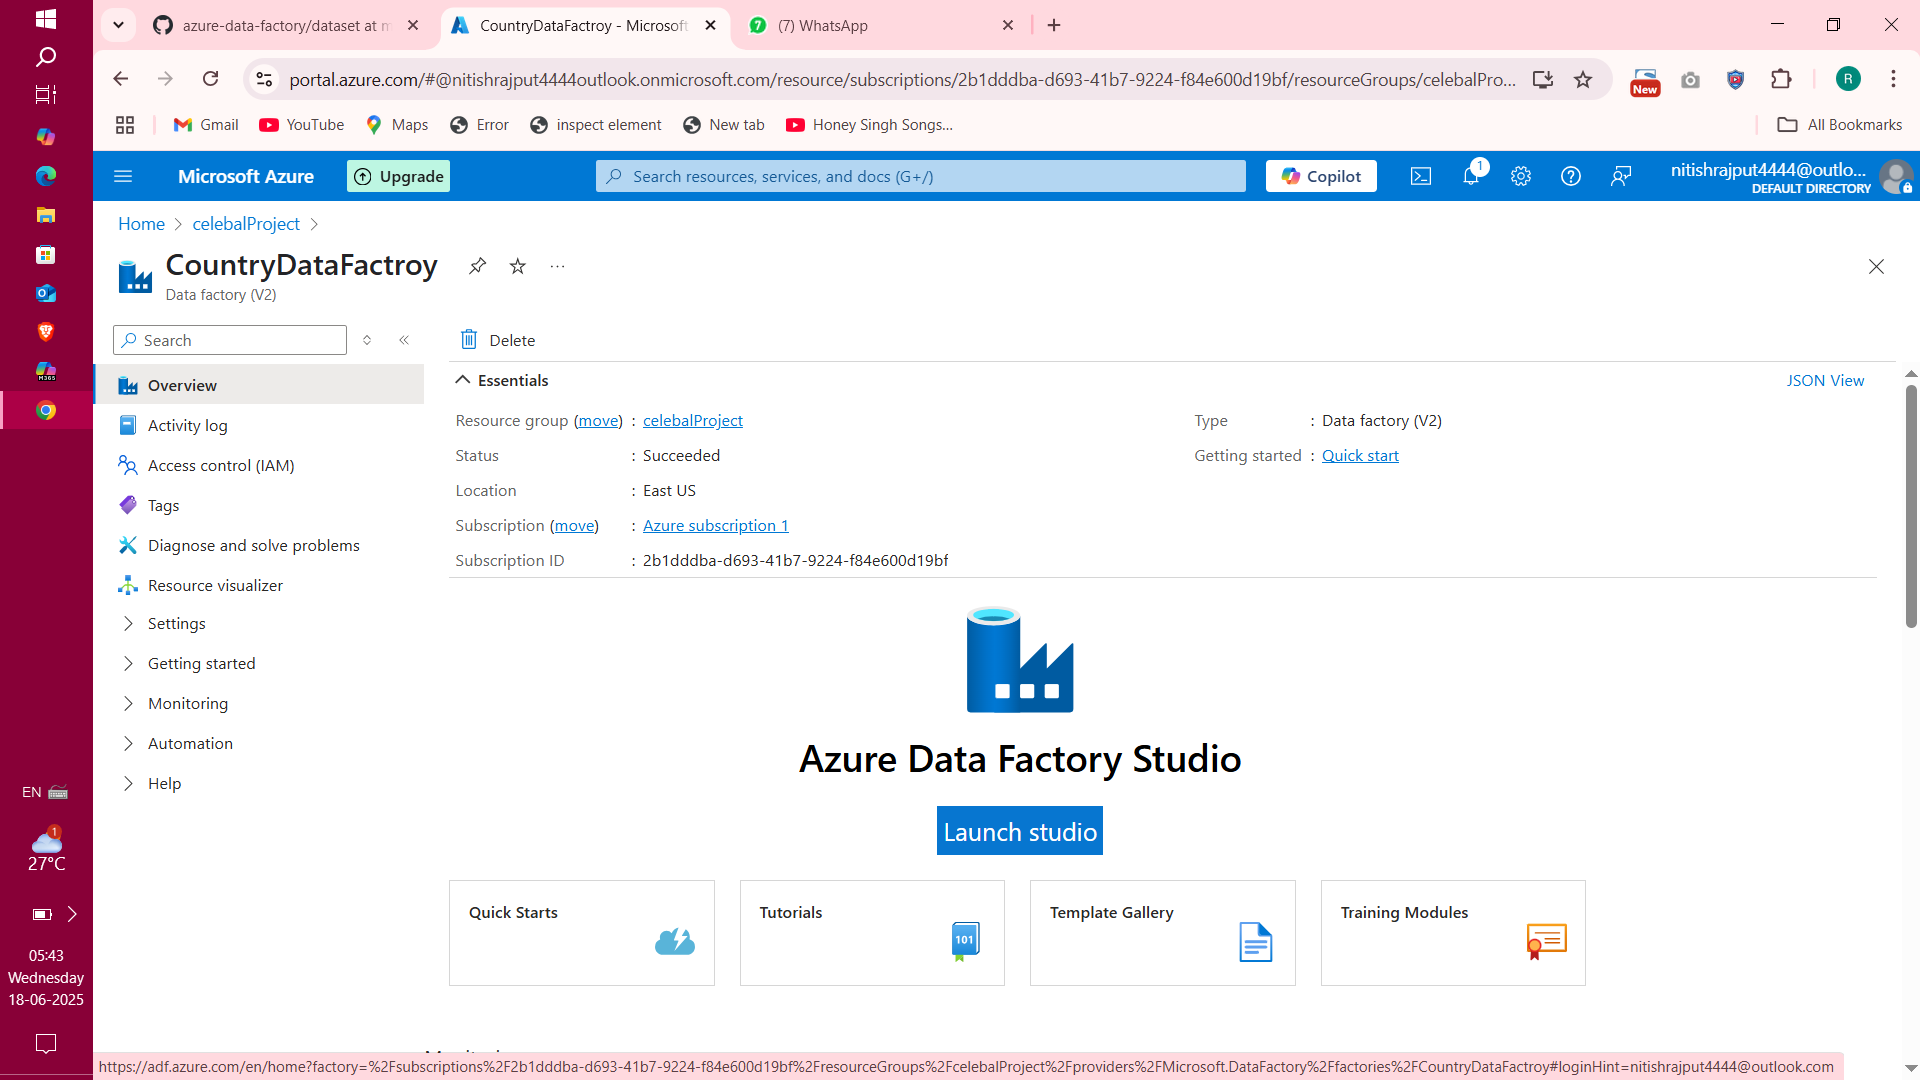 azure-data-factory/dataset at m
CountryDataFactroy - Microsoft
(7) WhatsApp
portal.azure.com/#@nitishrajput4444outlook.onmicrosoft.com/resource/subscriptions/2b1dddba-d693-41b7-9224-f84e600d19bf/resourceGroups/celebalPro...
New
R
Gmail
YouTube
Maps
Error
inspect element
New tab
Honey Singh Songs...
All Bookmarks
Microsoft Azure
Upgrade
Search resources, services, and docs (G+/)
Copilot
1
nitishrajput4444@outlo...
DEFAULT DIRECTORY
Home
celebalProject
CountryDataFactroy
Data factory (V2)
Search
Delete
Overview
Activity log
Access control (IAM)
Tags
Diagnose and solve problems
Resource visualizer
Settings
Getting started
Monitoring
Automation
Help
Essentials
JSON View
Resource group (move) : celebalProject
Status : Succeeded
Location : East US
Subscription (move) : Azure subscription 1
Subscription ID : 2b1dddba-d693-41b7-9224-f84e600d19bf
Type : Data factory (V2)
Getting started : Quick start
Azure Data Factory Studio
Launch studio
Quick Starts
Tutorials
101
Template Gallery
Training Modules
https://adf.azure.com/en/home?factory=%2Fsubscriptions%2F2b1dddba-d693-41b7-9224-f84e600d19bf%2FresourceGroups%2FcelebalProject%2Fproviders%2FMicrosoft.DataFactory%2Ffactories%2FCountryDataFactroy#loginHint=nitishrajput4444@outlook.com
M365
EN
1
27°C
05:43
Wednesday
18-06-2025